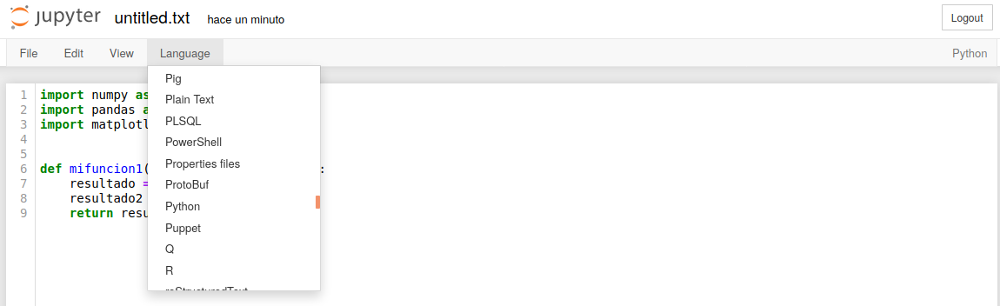 jupyter untitled.txt hace un minuto Logout
File Edit View Language Python
Pig
Plain Text
PLSQL
PowerShell
Properties files
ProtoBuf
Python
Puppet
Q
R
reStructuredText
1 import numpy as
2 import pandas a
3 import matplotl
4
5
6 def mifuncion1( :
7 resultado =
8 resultado2
9 return resu